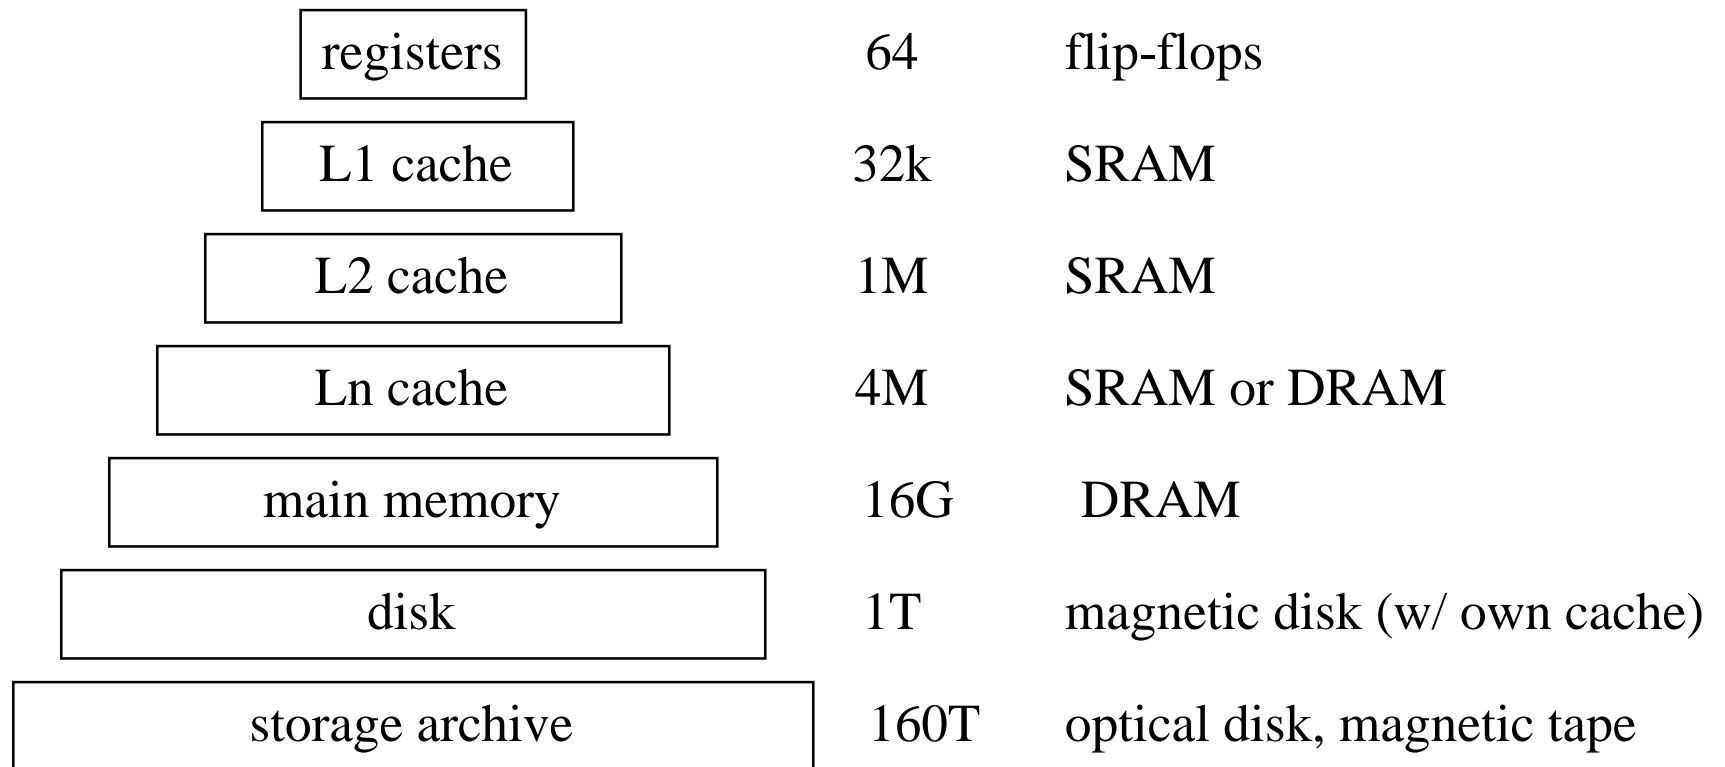 registers 64 flip-flops
L1 cache 32k SRAM
L2 cache 1M SRAM
Ln cache 4M SRAM or DRAM
main memory 16G DRAM
disk 1T magnetic disk (w/ own cache)
storage archive 160T optical disk, magnetic tape